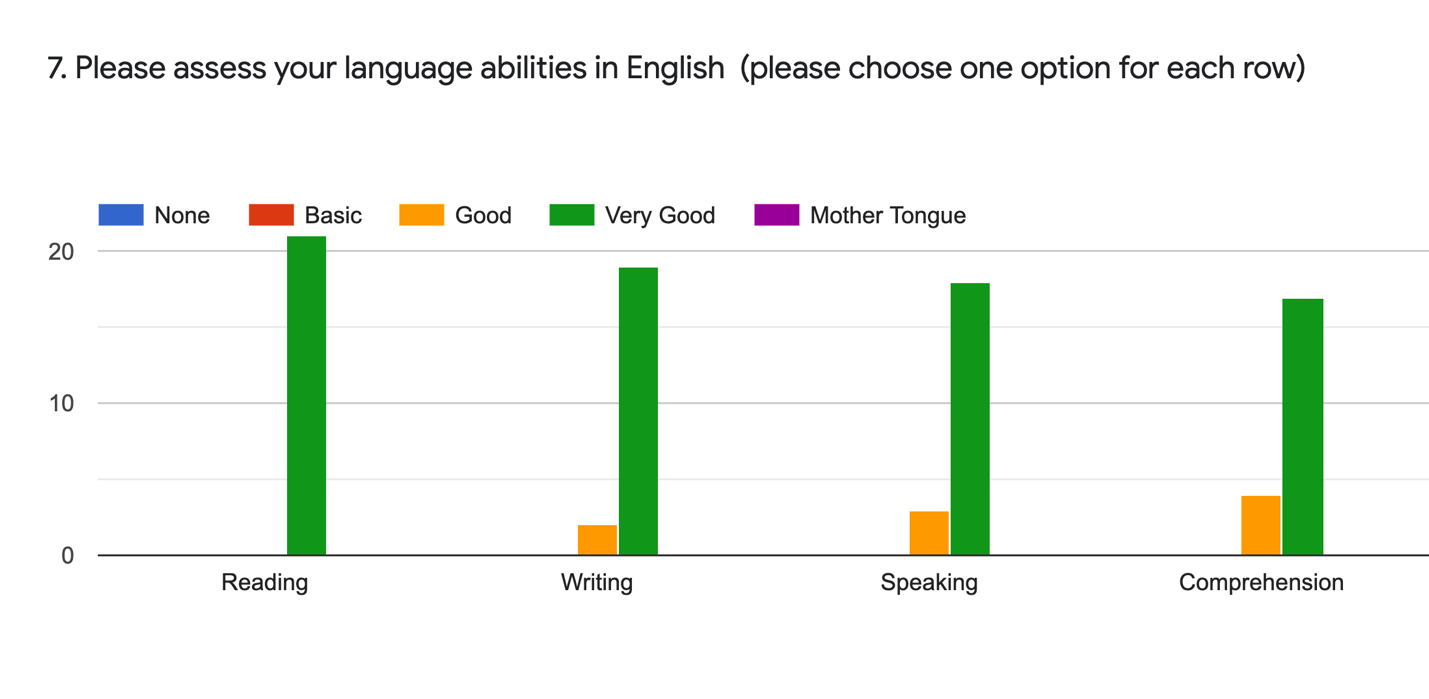 7. Please assess your language abilities in English  (please choose one option for each row)
None Basic Good Very Good Mother Tongue
20
10
0
Reading Writing Speaking Comprehension